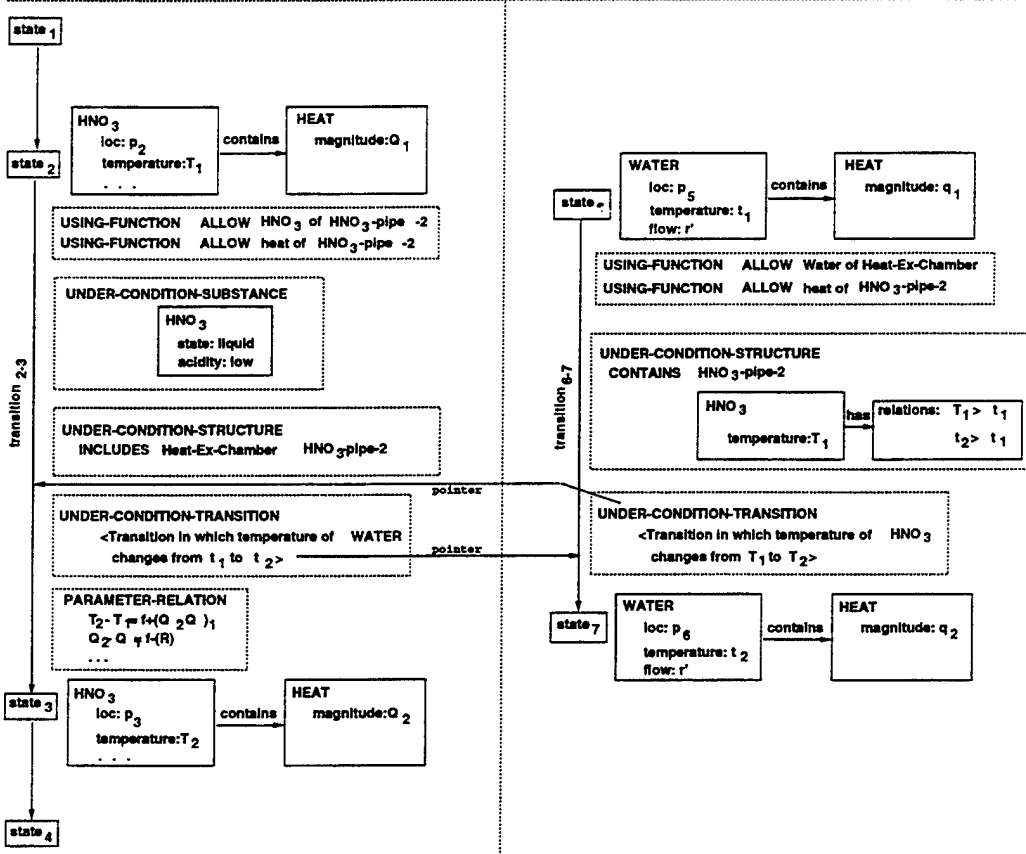 state 1
HNO 3
loc: p 2
temperature:T 1
. . .
contains
HEAT
magnitude:Q 1
state 2
USING-FUNCTION ALLOW HNO 3 of HNO 3-pipe -2
USING-FUNCTION ALLOW heat of HNO 3-pipe -2
UNDER-CONDITION-SUBSTANCE
HNO 3
state: liquid
acidity: low
transition 2-3
UNDER-CONDITION-STRUCTURE
INCLUDES Heat-Ex-Chamber HNO 3-pipe-2
pointer
UNDER-CONDITION-TRANSITION
<Transition in which temperature of WATER
changes from t 1 to t 2>
pointer
PARAMETER-RELATION
T 2 - T 1= f+(Q 2 Q )1
f-(R)
...
state 3
HNO 3
loc: p 3
temperature:T 2
. . .
contains
HEAT
magnitude:Q 2
state 4
WATER
loc: p 5
temperature: t 1
flow: r'
contains
HEAT
magnitude: q 1
state
USING-FUNCTION ALLOW Water of Heat-Ex-Chamber
USING-FUNCTION ALLOW heat of HNO 3-pipe-2
transition 6-7
UNDER-CONDITION-STRUCTURE
CONTAINS HNO 3-pipe-2
HNO 3
temperature:T 1
has
relations: T 1 > t 1
t 2 > t 1
UNDER-CONDITION-TRANSITION
<Transition in which temperature of HNO 3
changes from T 1 to T 2>
state 7
WATER
loc: p 6
temperature: t 2
flow: r'
contains
HEAT
magnitude: q 2